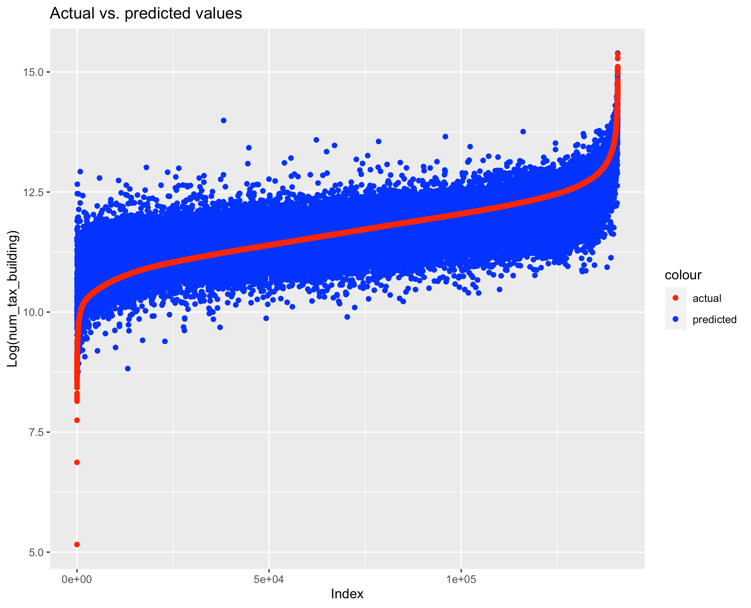 Actual vs. predicted values
15.0
12.5
10.0
7.5
5.0
Log(num_tax_building)
0e+00 5e+04 1e+05
Index
colour
actual
predicted